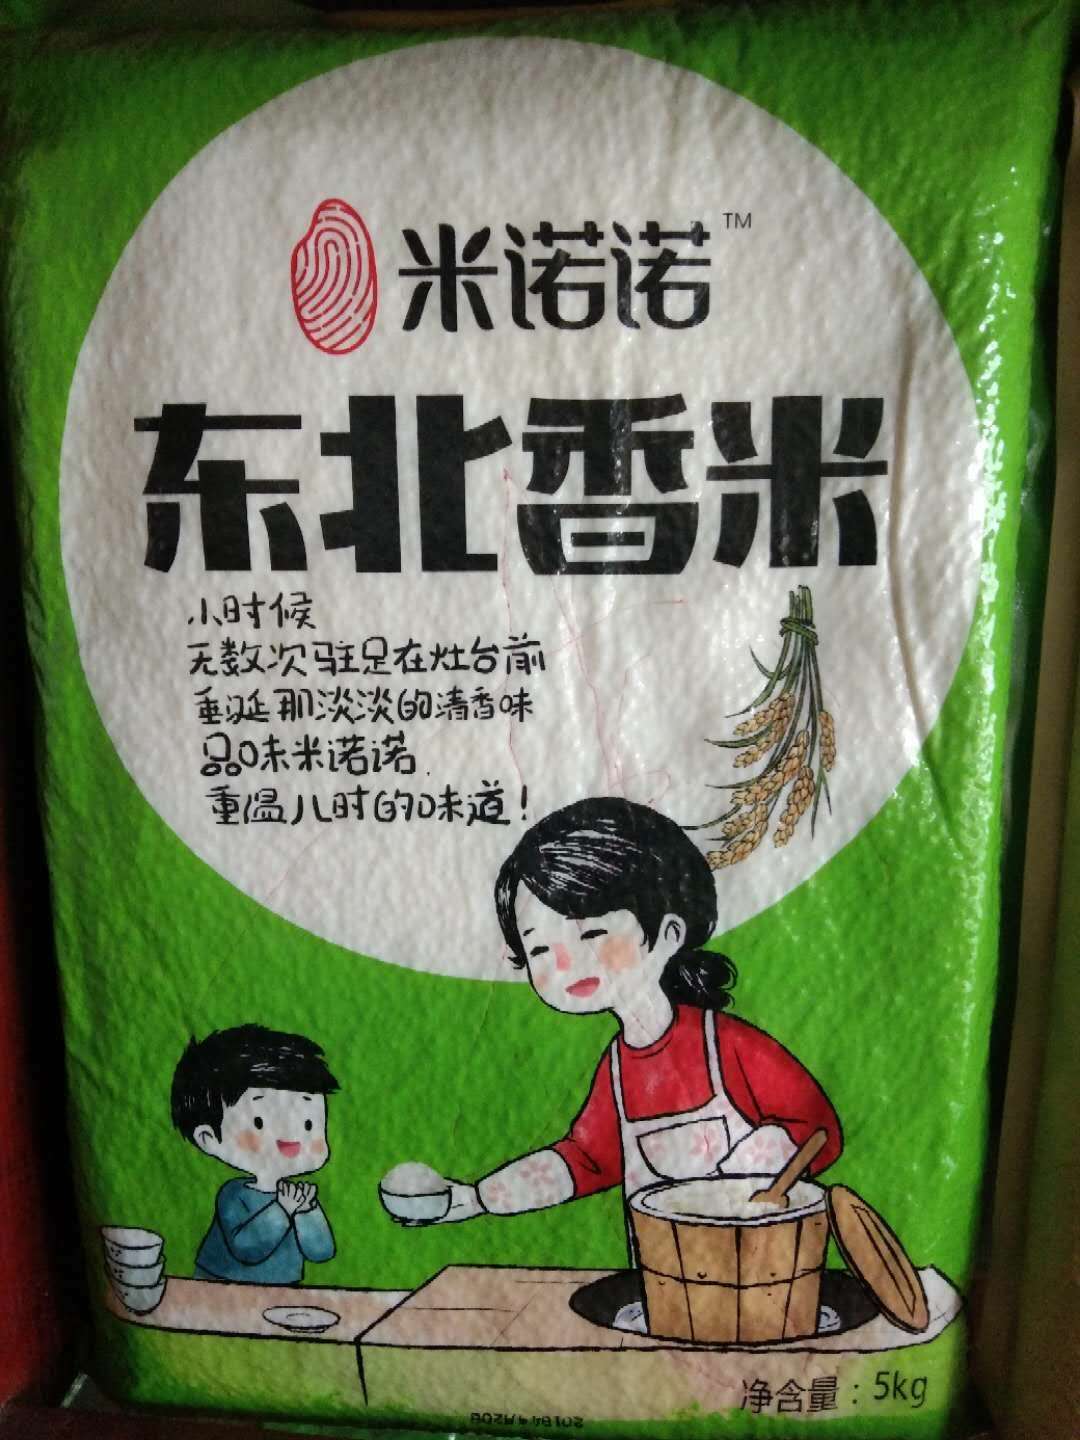 米诺诺™
东北香米
小时候
无数次驻足在灶台前
垂涎那淡淡的清香味
品味米诺诺
重温儿时的味道！
净含量：5kg